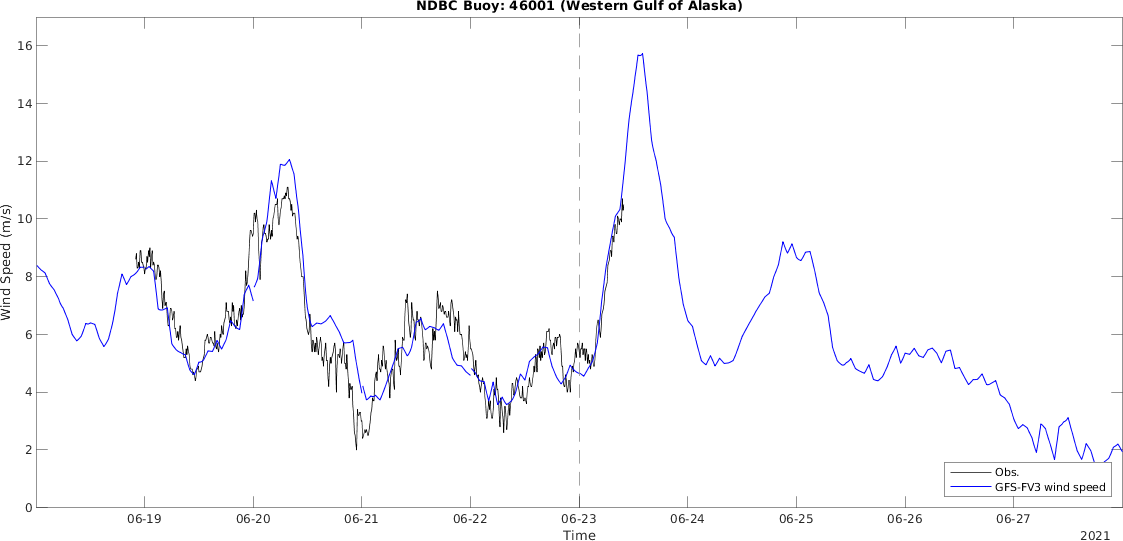 NDBC Buoy: 46001 (Western Gulf of Alaska)
16
14
12
10
8
6
4
2
0
Wind Speed (m/s)
Obs.
GFS-FV3 wind speed
06-19 06-20 06-21 06-22 06-23 06-24 06-25 06-26 06-27
Time
2021